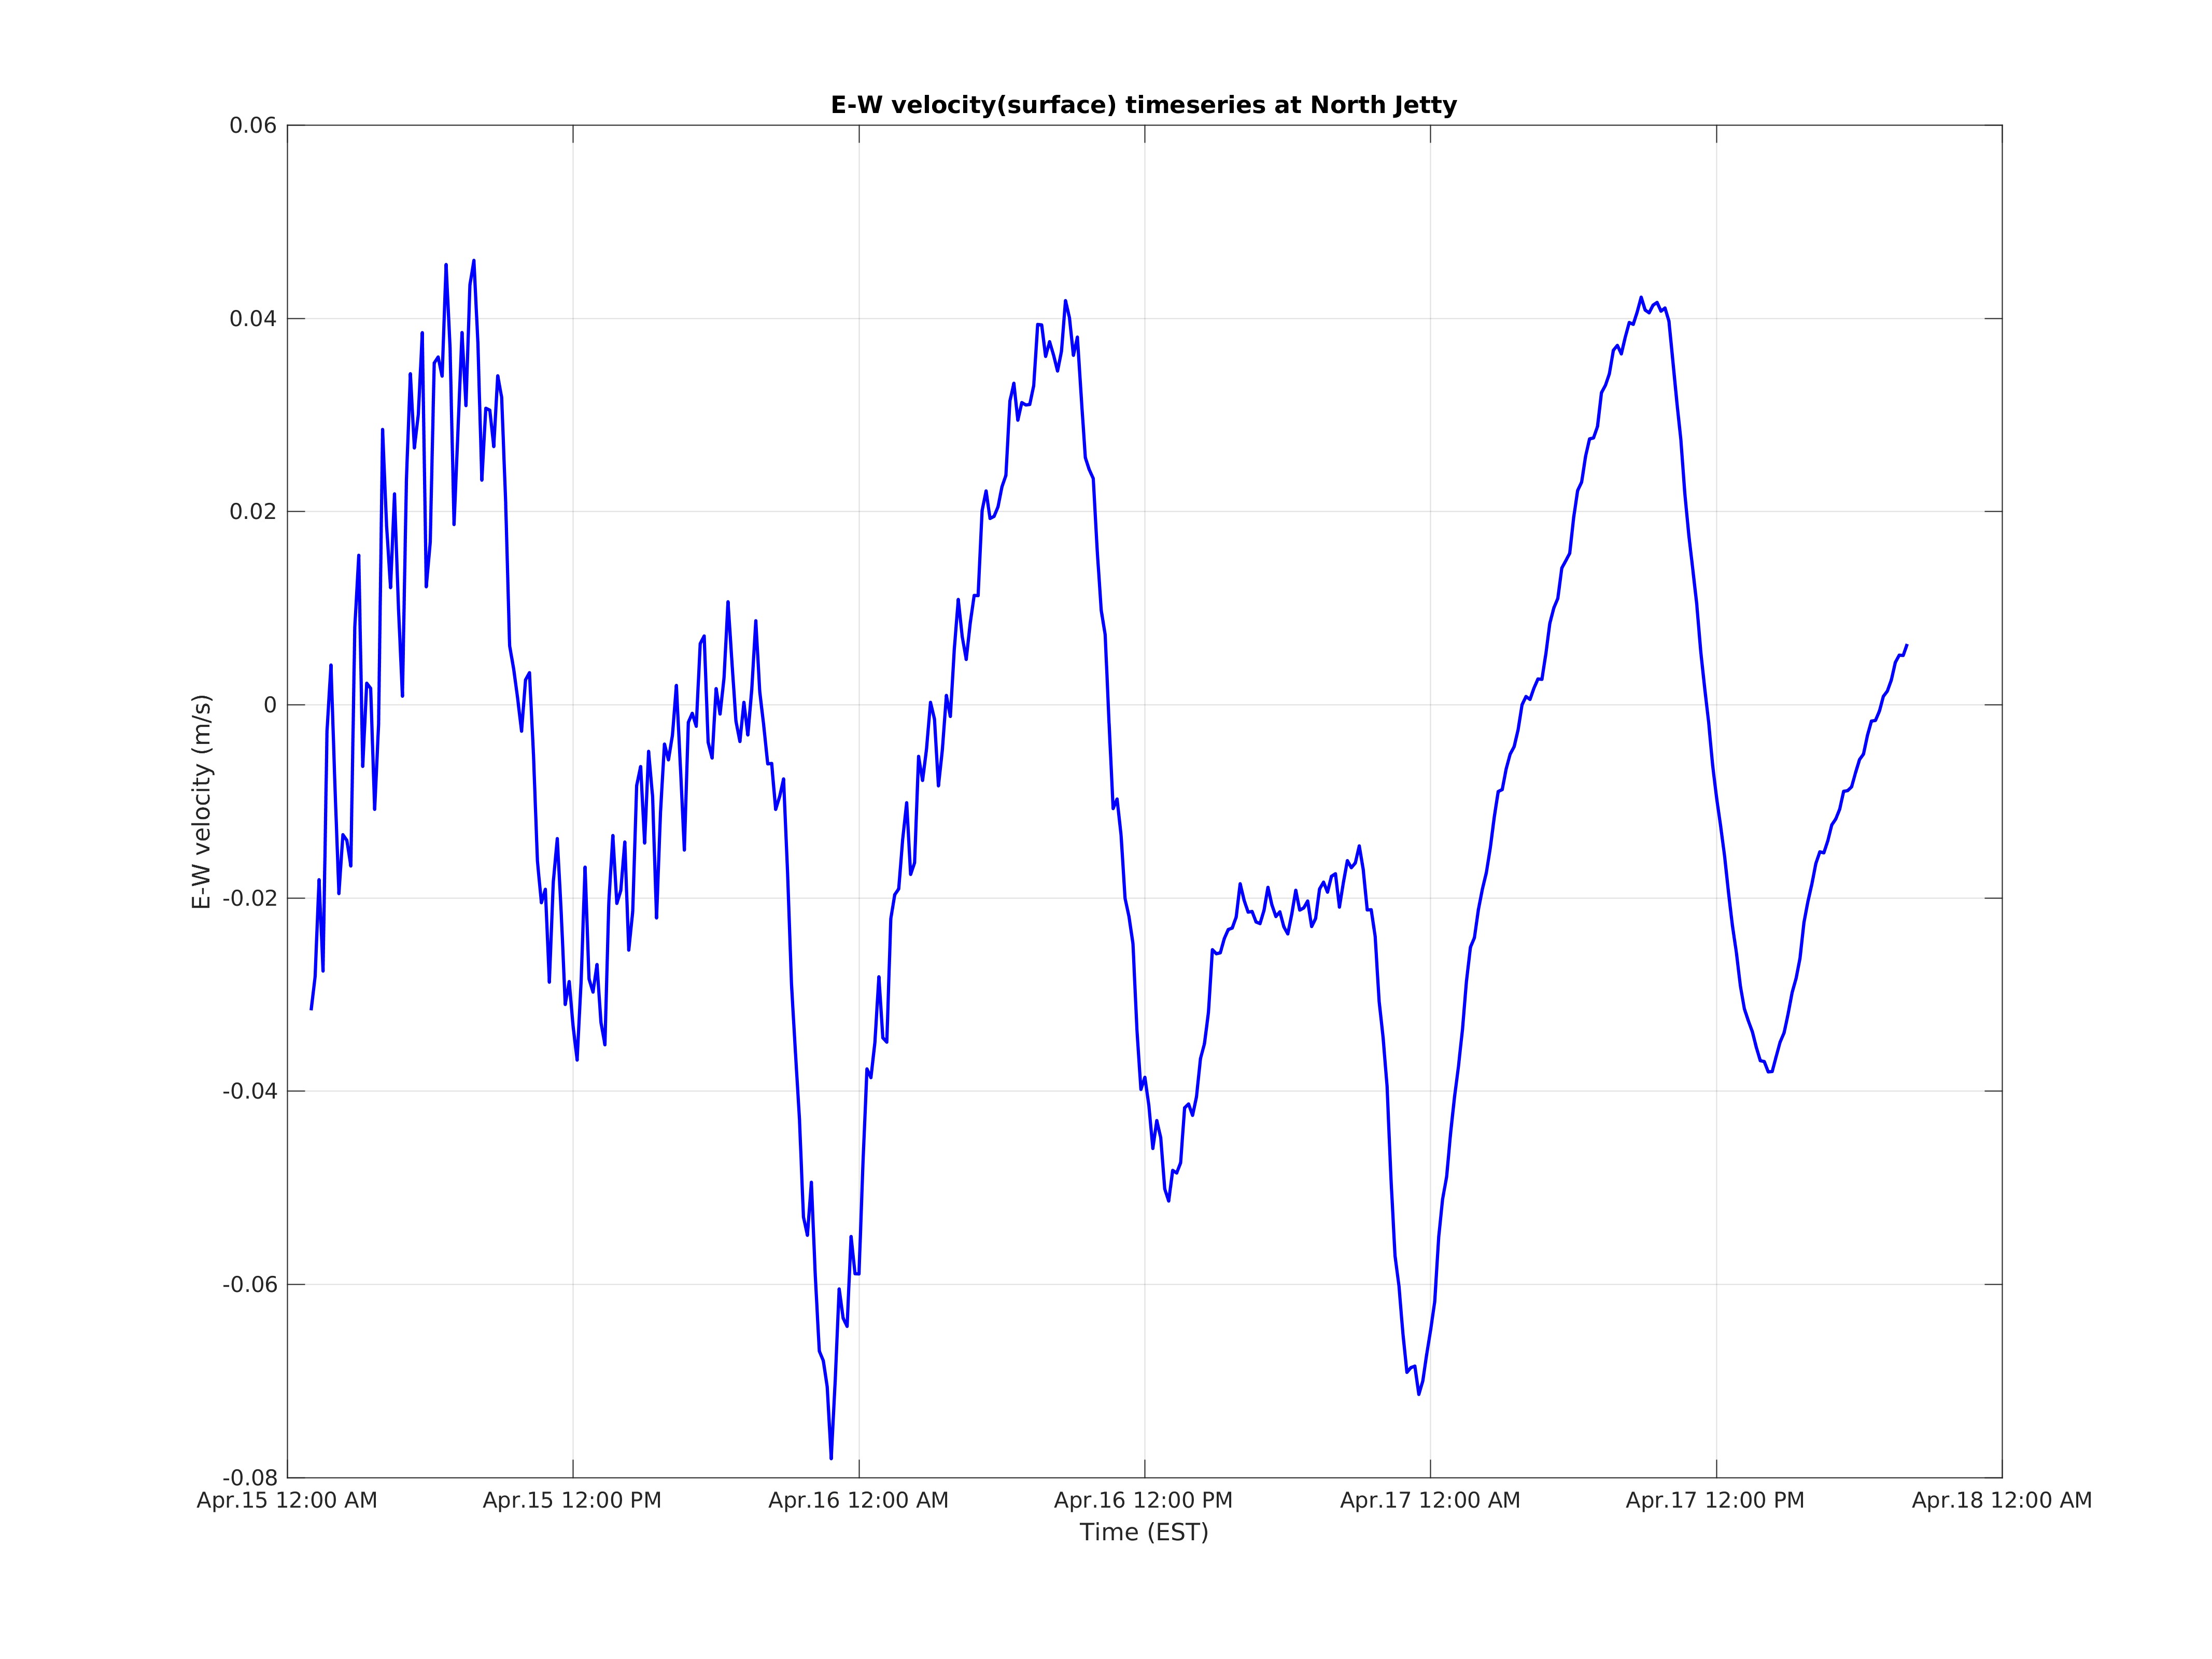 E-W velocity(surface) timeseries at North Jetty
0.06
0.04
0.02
0
-0.02
-0.04
-0.06
-0.08
E-W velocity (m/s)
Apr.15 12:00 AM
Apr.15 12:00 PM
Apr.16 12:00 AM
Apr.16 12:00 PM
Apr.17 12:00 AM
Apr.17 12:00 PM
Apr.18 12:00 AM
Time (EST)